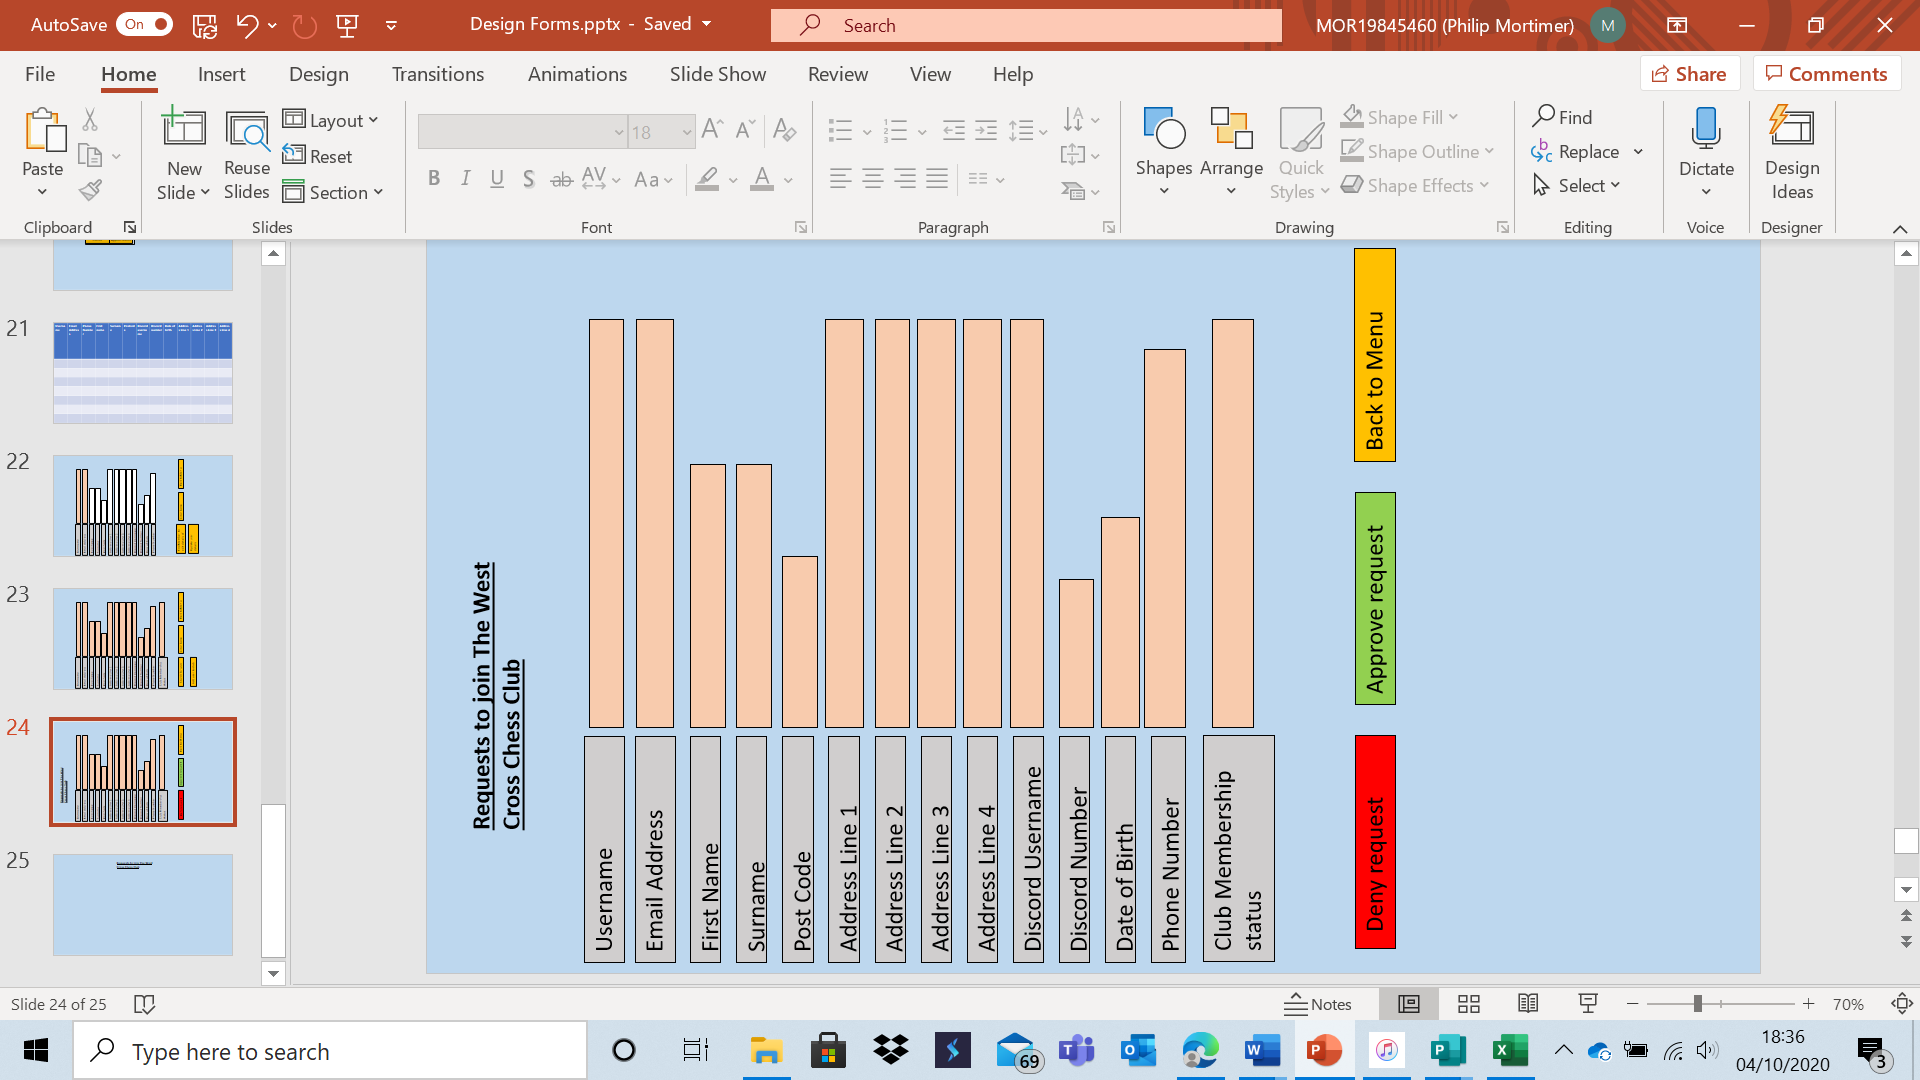 AutoSave On Design Forms.pptx - Saved Search MOR19845460 (Philip Mortimer) M
File Home Insert Design Transitions Animations Slide Show Review View Help Share Comments
Paste
Clipboard
New Slide
Reuse Slides
Layout
Reset
Section
Slides
18
B I U S ab AV Aa A
Font
Paragraph
Shapes
Arrange
Quick Styles
Shape Fill
Shape Outline
Shape Effects
Drawing
Find
Replace
Select
Editing
Dictate
Voice
Design Ideas
Designer
21
22
23
24
25
Requests to join The West
Cross Chess Club
Username
Email Address
First Name
Surname
Post Code
Address Line 1
Address Line 2
Address Line 3
Address Line 4
Discord Username
Discord Number
Date of Birth
Phone Number
Club Membership
status
Back to Menu
Approve request
Deny request
Slide 24 of 25
Notes
70%
Type here to search
69
18:36
04/10/2020
3